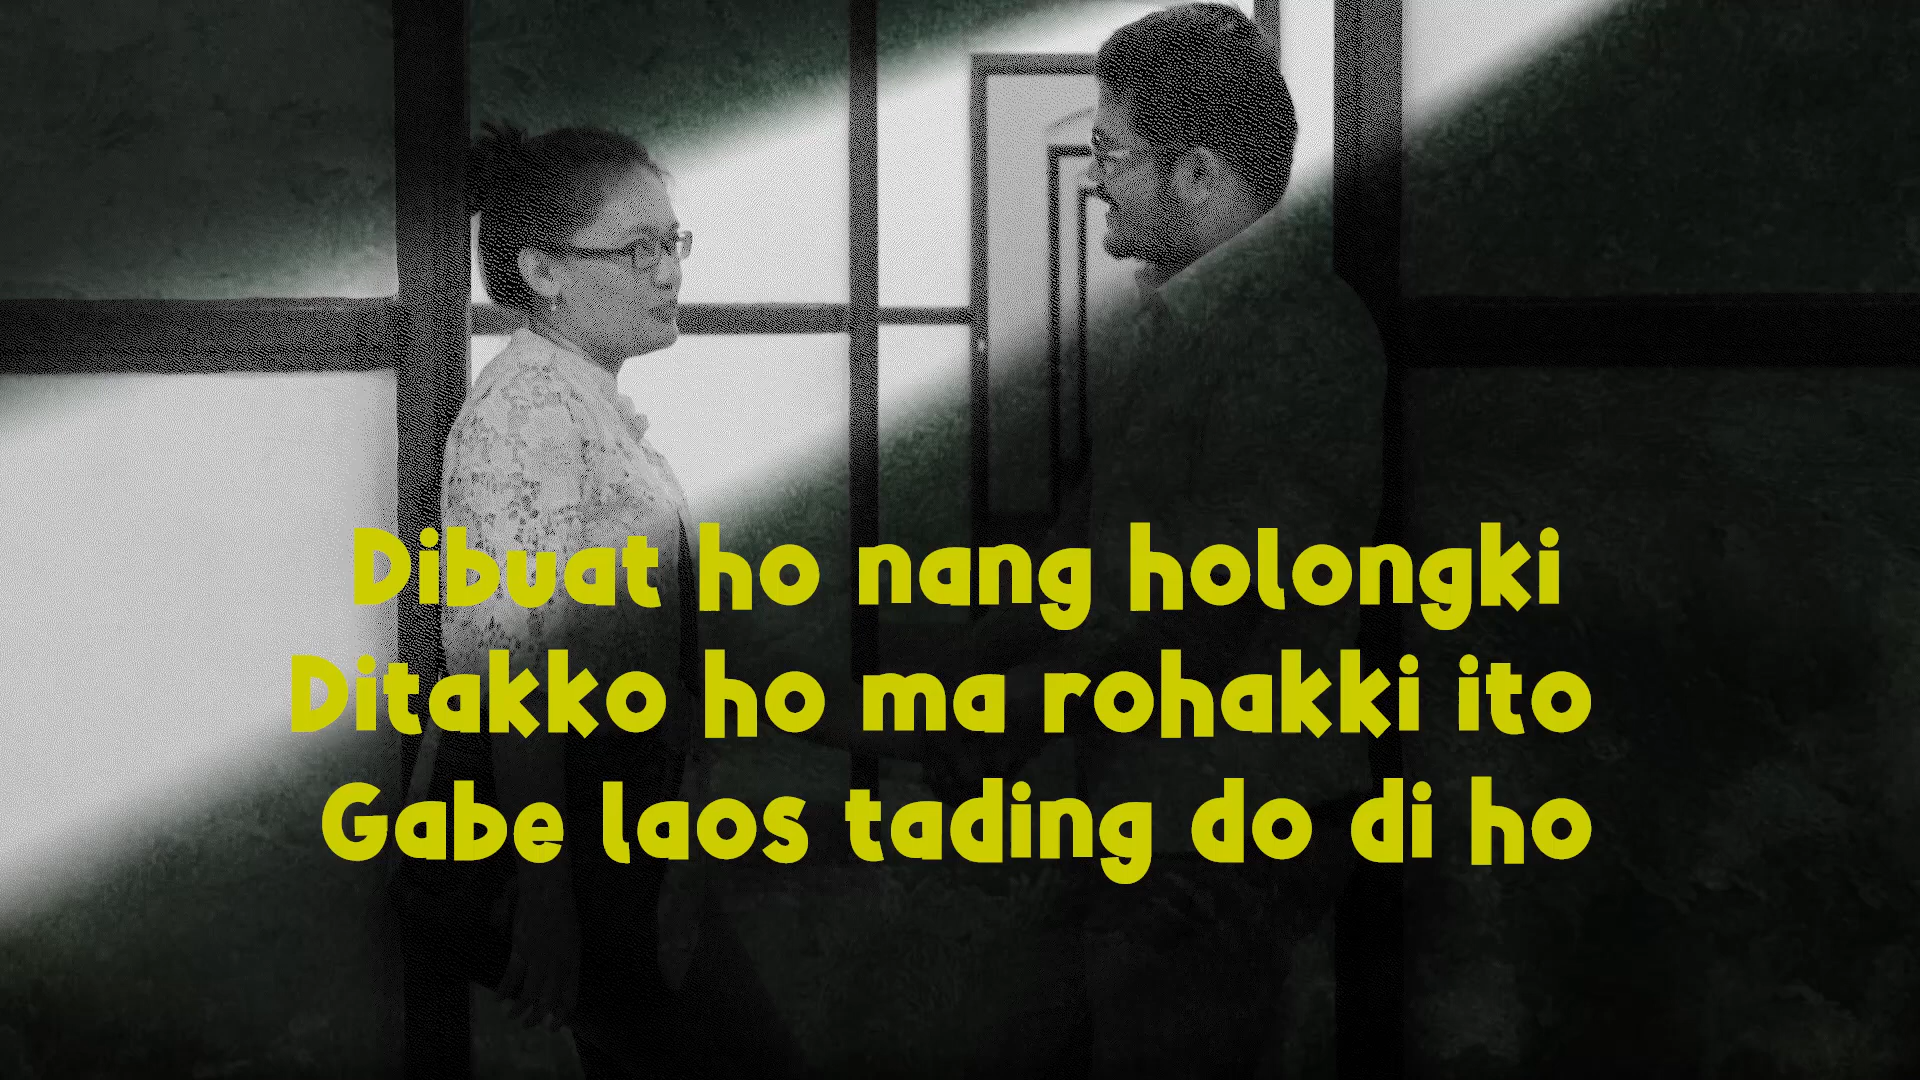 Dibuat ho nang holongki
Ditakko ho ma rohakki ito
Gabe laos tading do di ho